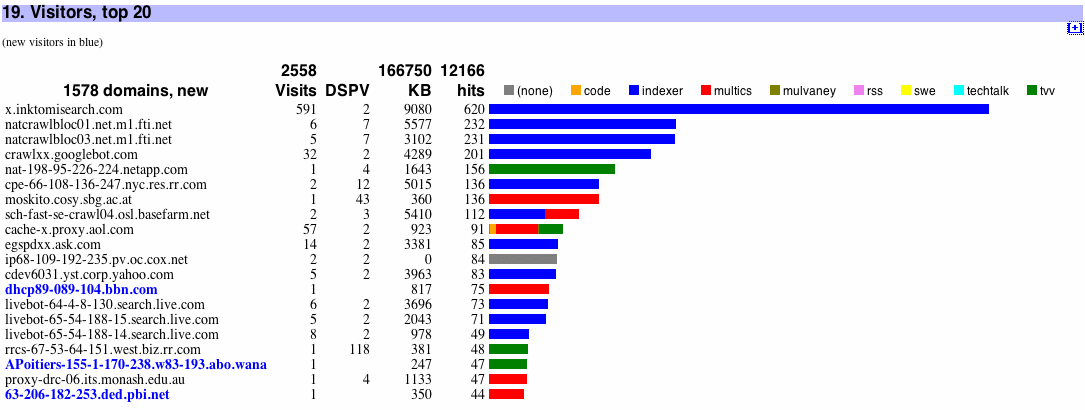 19. Visitors, top 20
[+]
(new visitors in blue)
2558 166750 12166
1578 domains, new Visits DSPV KB hits (none) code indexer multics mulvaney rss swe techtalk tvv
x.inktomisearch.com 591 2 9080 620
natcrawlbloc01.net.m1.fti.net 6 7 5577 232
natcrawlbloc03.net.m1.fti.net 5 7 3102 231
crawlxx.googlebot.com 32 2 4289 201
nat-198-95-226-224.netapp.com 1 4 1643 156
cpe-66-108-136-247.nyc.res.rr.com 2 12 5015 136
moskito.cosy.sbg.ac.at 1 43 360 136
sch-fast-se-crawl04.osl.basefarm.net 2 3 5410 112
cache-x.proxy.aol.com 57 2 923 91
egspdxx.ask.com 14 2 3381 85
ip68-109-192-235.pv.oc.cox.net 2 2 0 84
cdev6031.yst.corp.yahoo.com 5 2 3963 83
dhcp89-089-104.bbn.com 1 817 75
livebot-64-4-8-130.search.live.com 6 2 3696 73
livebot-65-54-188-15.search.live.com 5 2 2043 71
livebot-65-54-188-14.search.live.com 8 2 978 49
rrcs-67-53-64-151.west.biz.rr.com 1 118 381 48
APoitiers-155-1-170-238.w83-193.abo.wana 1 247 47
proxy-drc-06.its.monash.edu.au 1 4 1133 47
63-206-182-253.ded.pbi.net 1 350 44